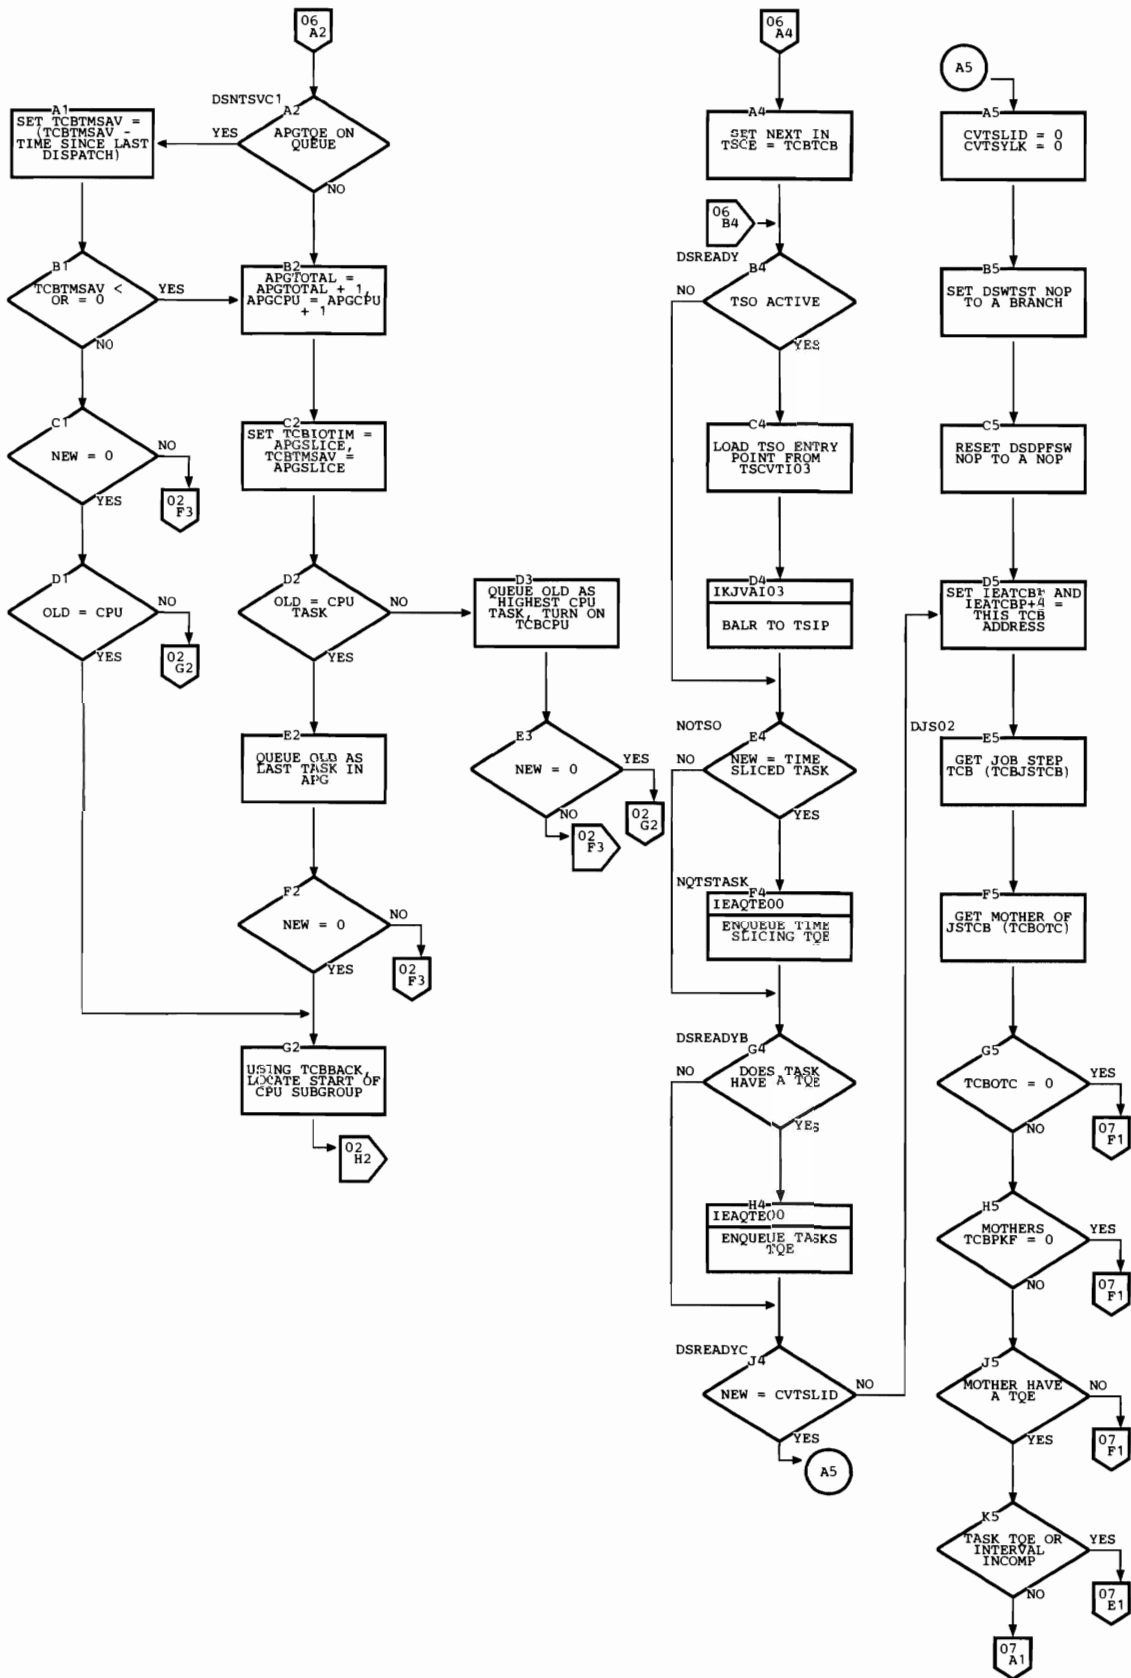 06
A2
DSNTSVC1
A2
APGTQE ON
QUEUE
YES
NO
A1
SET TCBTMSAV =
(TCBTMSAV -
TIME SINCE LAST
DISPATCH)
B1
TCBTMSAV <
OR = 0
YES
NO
B2
APGTOTAL =
APGTOTAL + 1,
APGCPU = APGCPU
+ 1
C1
NEW = 0
NO
YES
02
F3
C2
SET TCBIOTIM =
APGSLICE,
TCBTMSAV =
APGSLICE
D1
OLD = CPU
NO
YES
02
G2
D2
OLD = CPU
TASK
NO
YES
D3
QUEUE OLD AS
HIGHEST CPU
TASK, TURN ON
TCBCPU
E2
QUEUE OLD AS
LAST TASK IN
APG
E3
NEW = 0
YES
NO
02
G2
02
F3
F2
NEW = 0
NO
YES
02
F3
G2
USING TCBBACK,
LOCATE START OF
CPU SUBGROUP
02
H2
06
A4
A4
SET NEXT IN
TSCE = TCBTCB
06
B4
DSREADY
B4
TSO ACTIVE
NO
YES
C4
LOAD TSO ENTRY
POINT FROM
TSCVTI03
D4
IKJVAI03
BALR TO TSIP
NOTSO
E4
NEW = TIME
SLICED TASK
NO
YES
NQTSTASK
F4
IEAQTE00
ENQUEUE TIME
SLICING TQE
DSREADYB
G4
DOES TASK
HAVE A TQE
NO
YES
H4
IEAQTE00
ENQUEUE TASKS
TQE
DSREADYC
J4
NEW = CVTSLID
NO
YES
A5
A5
A5
CVTSLID = 0
CVTSYLK = 0
B5
SET DSWTST NOP
TO A BRANCH
C5
RESET DSDPFSW
NOP TO A NOP
D5
SET IEATCBP AND
IEATCBP+4 =
THIS TCB
ADDRESS
DJS02
E5
GET JOB STEP
TCB (TCBJSTCB)
F5
GET MOTHER OF
JSTCB (TCBOTC)
G5
TCBOTC = 0
YES
NO
07
F1
H5
MOTHERS
TCBPKF = 0
YES
NO
07
F1
J5
MOTHER HAVE
A TQE
NO
YES
07
F1
K5
TASK TQE OR
INTERVAL
INCOMP
YES
NO
07
E1
07
A1